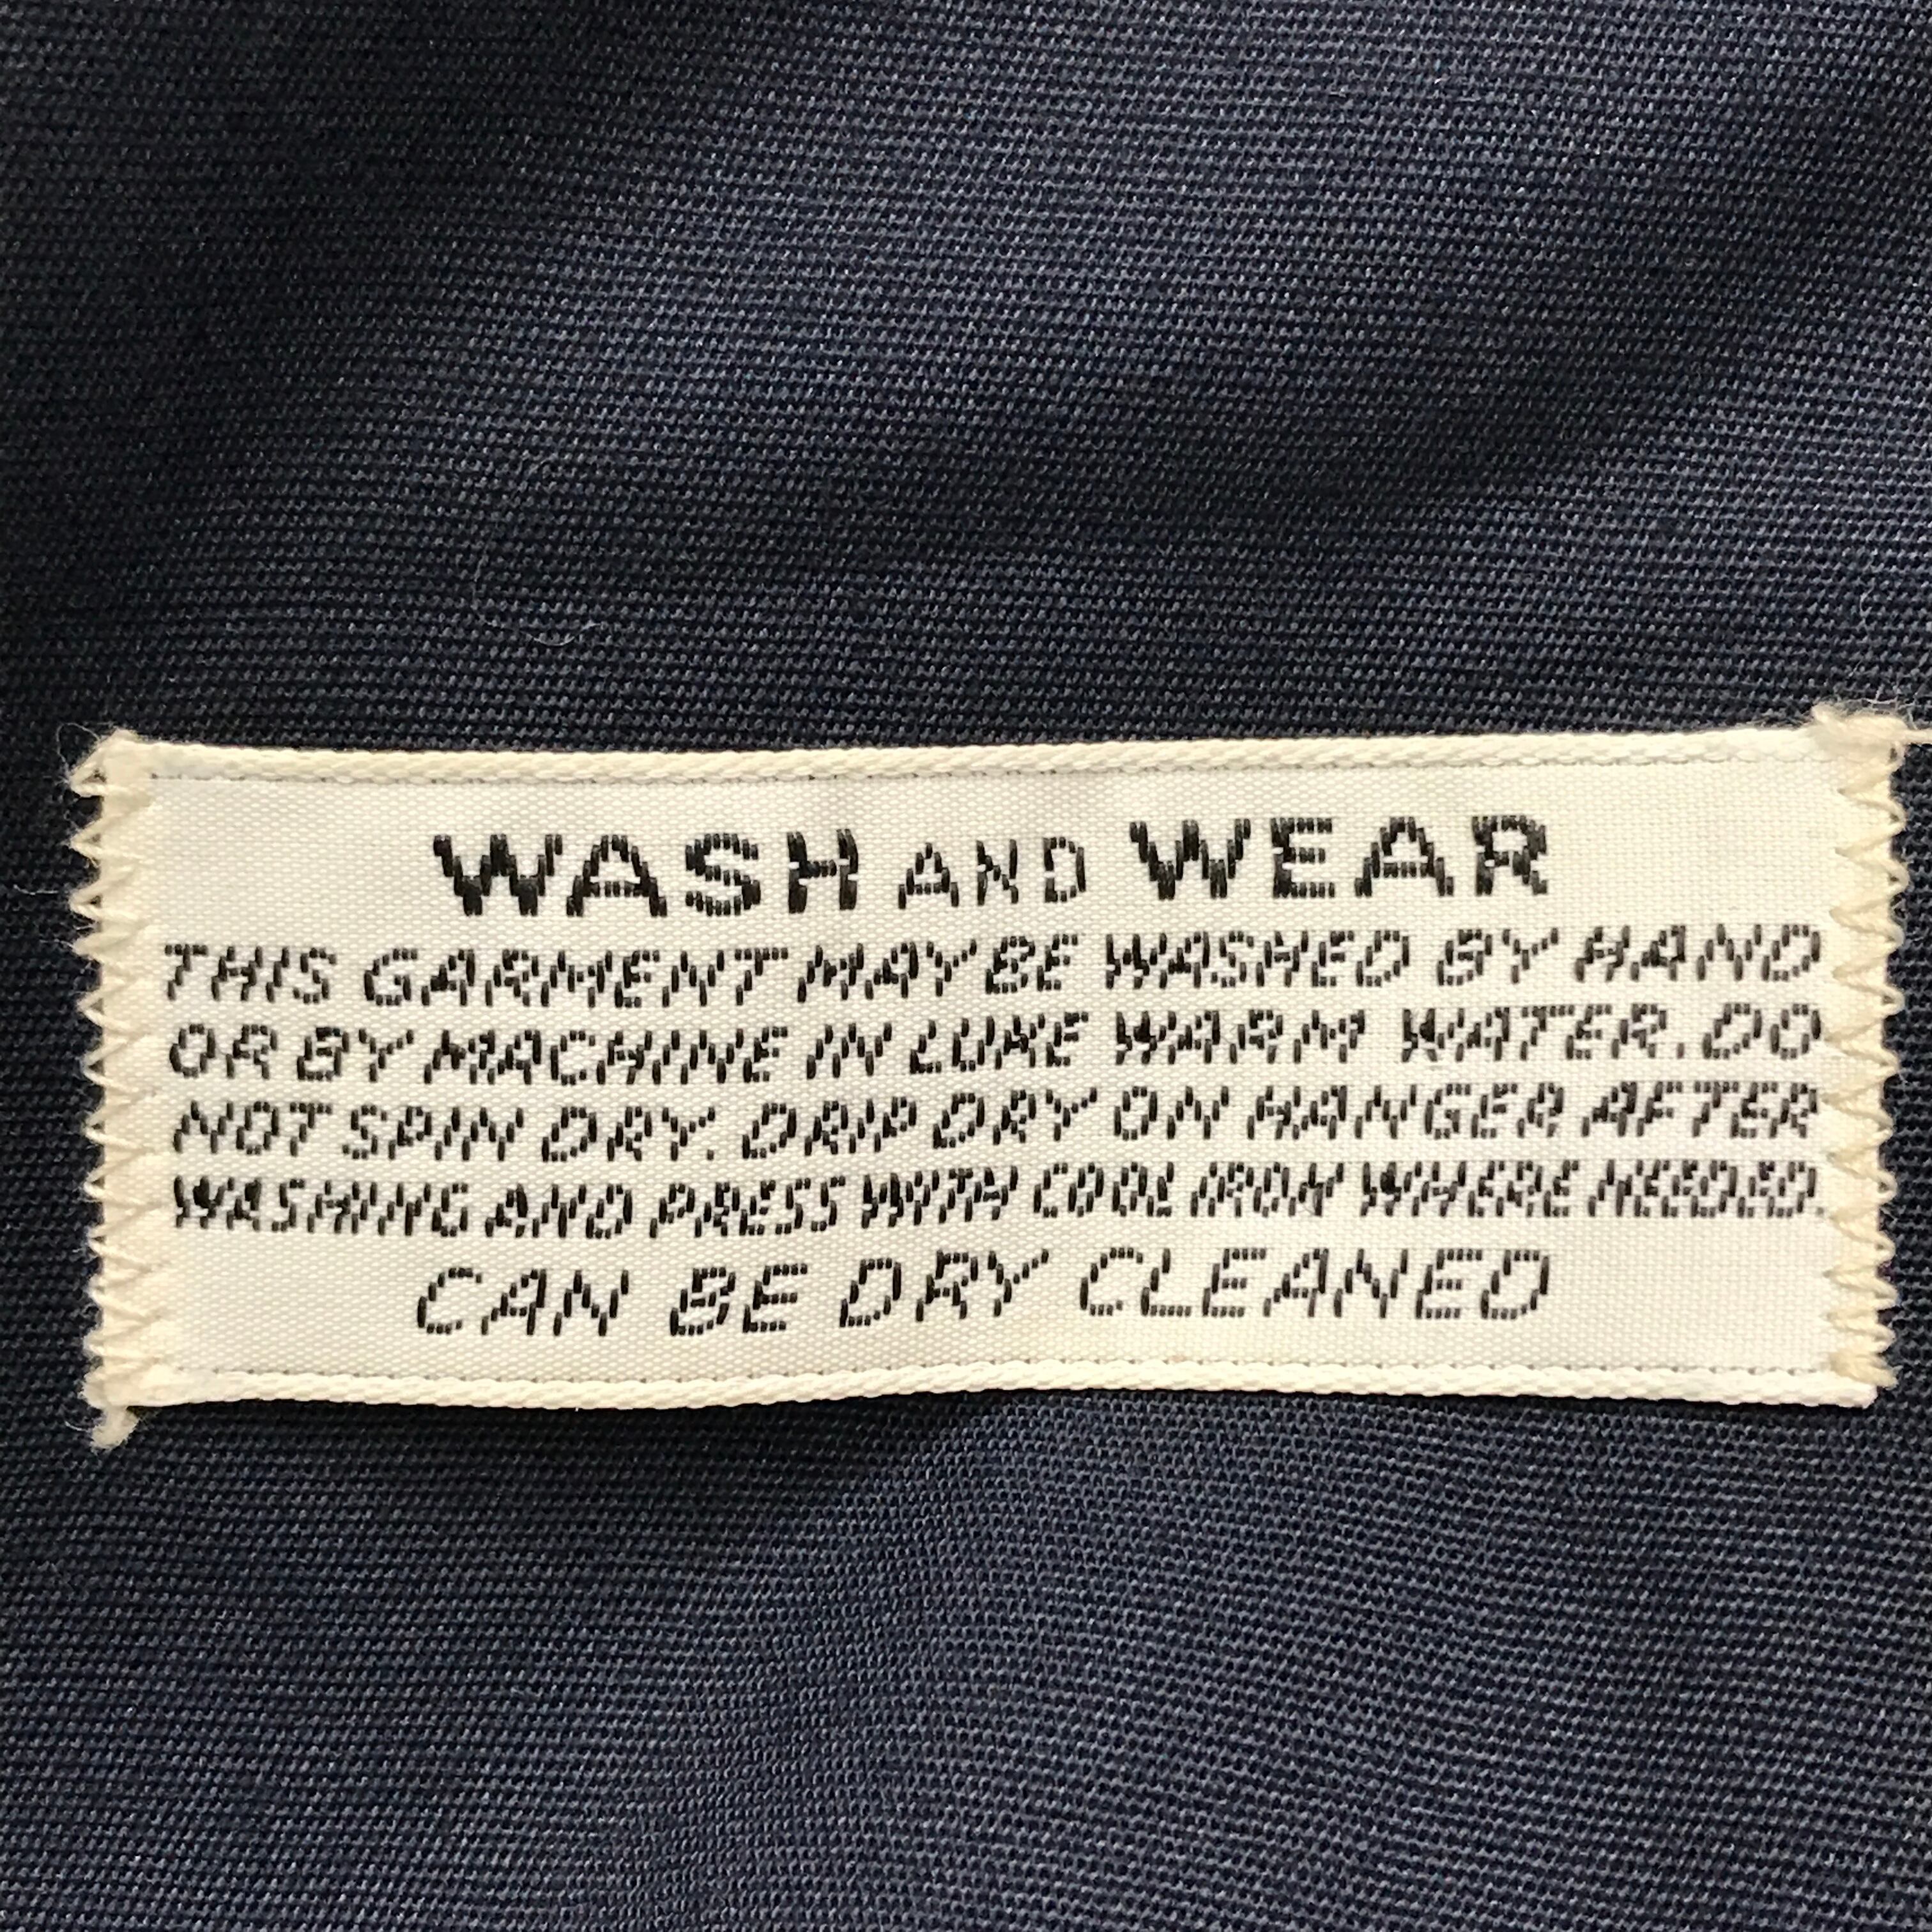 WASH AND WEAR
THIS GARMENT MAY BE WASHED BY HAND
OR BY MACHINE IN LUKE WARM WATER. DO
NOT SPIN DRY. DRIP DRY ON HANGER AFTER
WASHING AND PRESS WITH COOL IRON WHERE NEEDED.
CAN BE DRY CLEANED